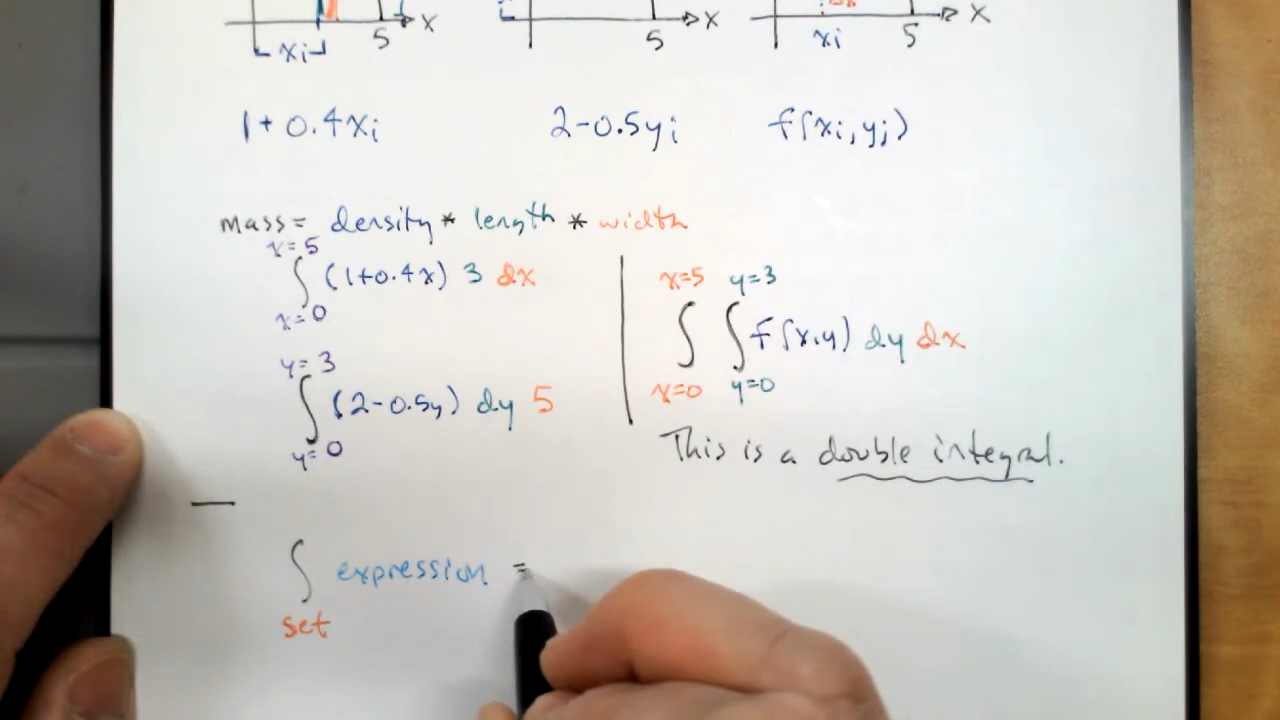 xi 5 x
5 x
xi 5 x
1+0.4xi
2-0.5yi
f(xi,yj)
mass= density * length * width
x=5
∫ (1+0.4x) 3 dx
x=0
y=3
∫ (2-0.5y) dy 5
y=0
x=5 y=3
∫ ∫ f(x,y) dy dx
x=0 y=0
This is a double integral.
∫ expression =
set